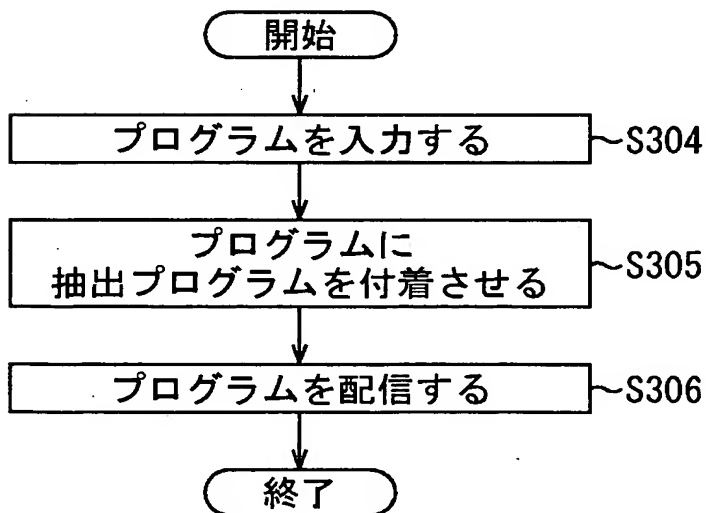 開始
プログラムを入力する
~S304
プログラムに
抽出プログラムを付着させる
~S305
プログラムを配信する
~S306
終了